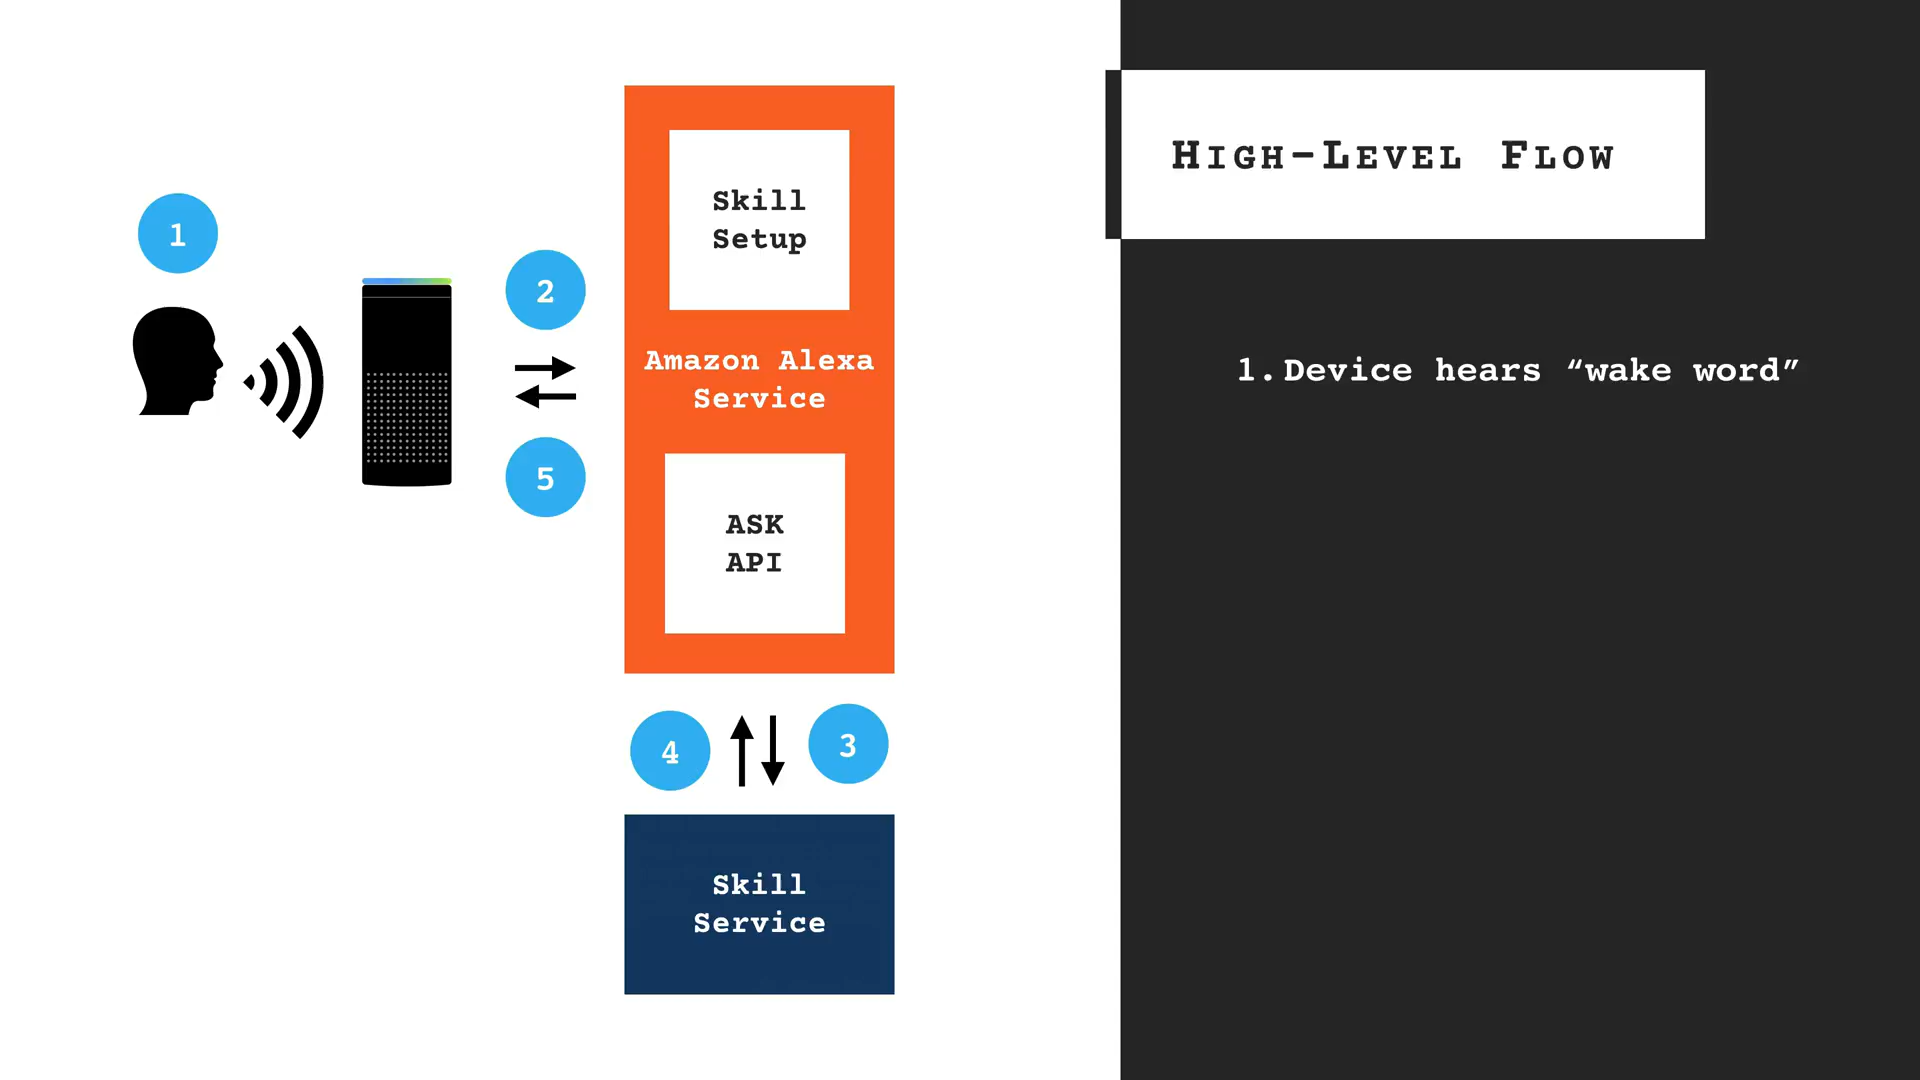 High-Level Flow
1. Device hears “wake word”
1
2
5
Skill
Setup
Amazon Alexa
Service
ASK
API
4
3
Skill
Service